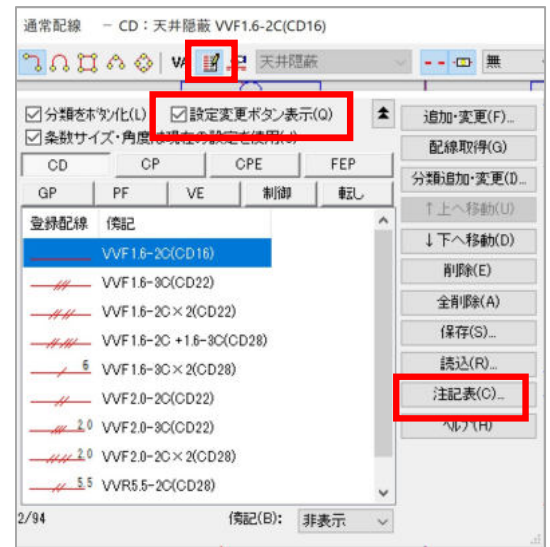 通常配線 － CD：天井隠蔽 VVF1.6-2C(CD16)
VA 天井隠蔽 無
☑分類をボタン化(L) ☑設定変更ボタン表示(Q)
☑条数サイズ・角度は現在の設定を使用(J)
CD CP CPE FEP
GP PF VE 制御 転し
登録配線 傍記
VVF1.6-2C(CD16)
VVF1.6-3C(CD22)
VVF1.6-2C×2(CD22)
VVF1.6-2C +1.6-3C(CD28)
6 VVF1.6-3C×2(CD28)
VVF2.0-2C(CD22)
2.0 VVF2.0-3C(CD22)
2.0 VVF2.0-2C×2(CD28)
5.5 VVR5.5-2C(CD28)
2/94 傍記(B): 非表示
追加・変更(F)...
配線取得(G)
分類追加・変更(I)...
↑上へ移動(U)
↓下へ移動(D)
削除(E)
全削除(A)
保存(S)...
読込(R)...
注記表(C)...
ヘルプ(H)